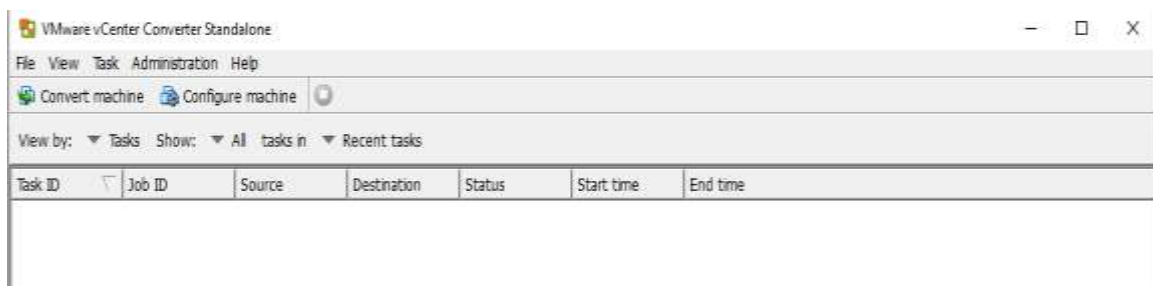 VMware vCenter Converter Standalone
File View Task Administration Help
Convert machine Configure machine
View by: Tasks Show: All tasks in Recent tasks
Task ID Job ID Source Destination Status Start time End time